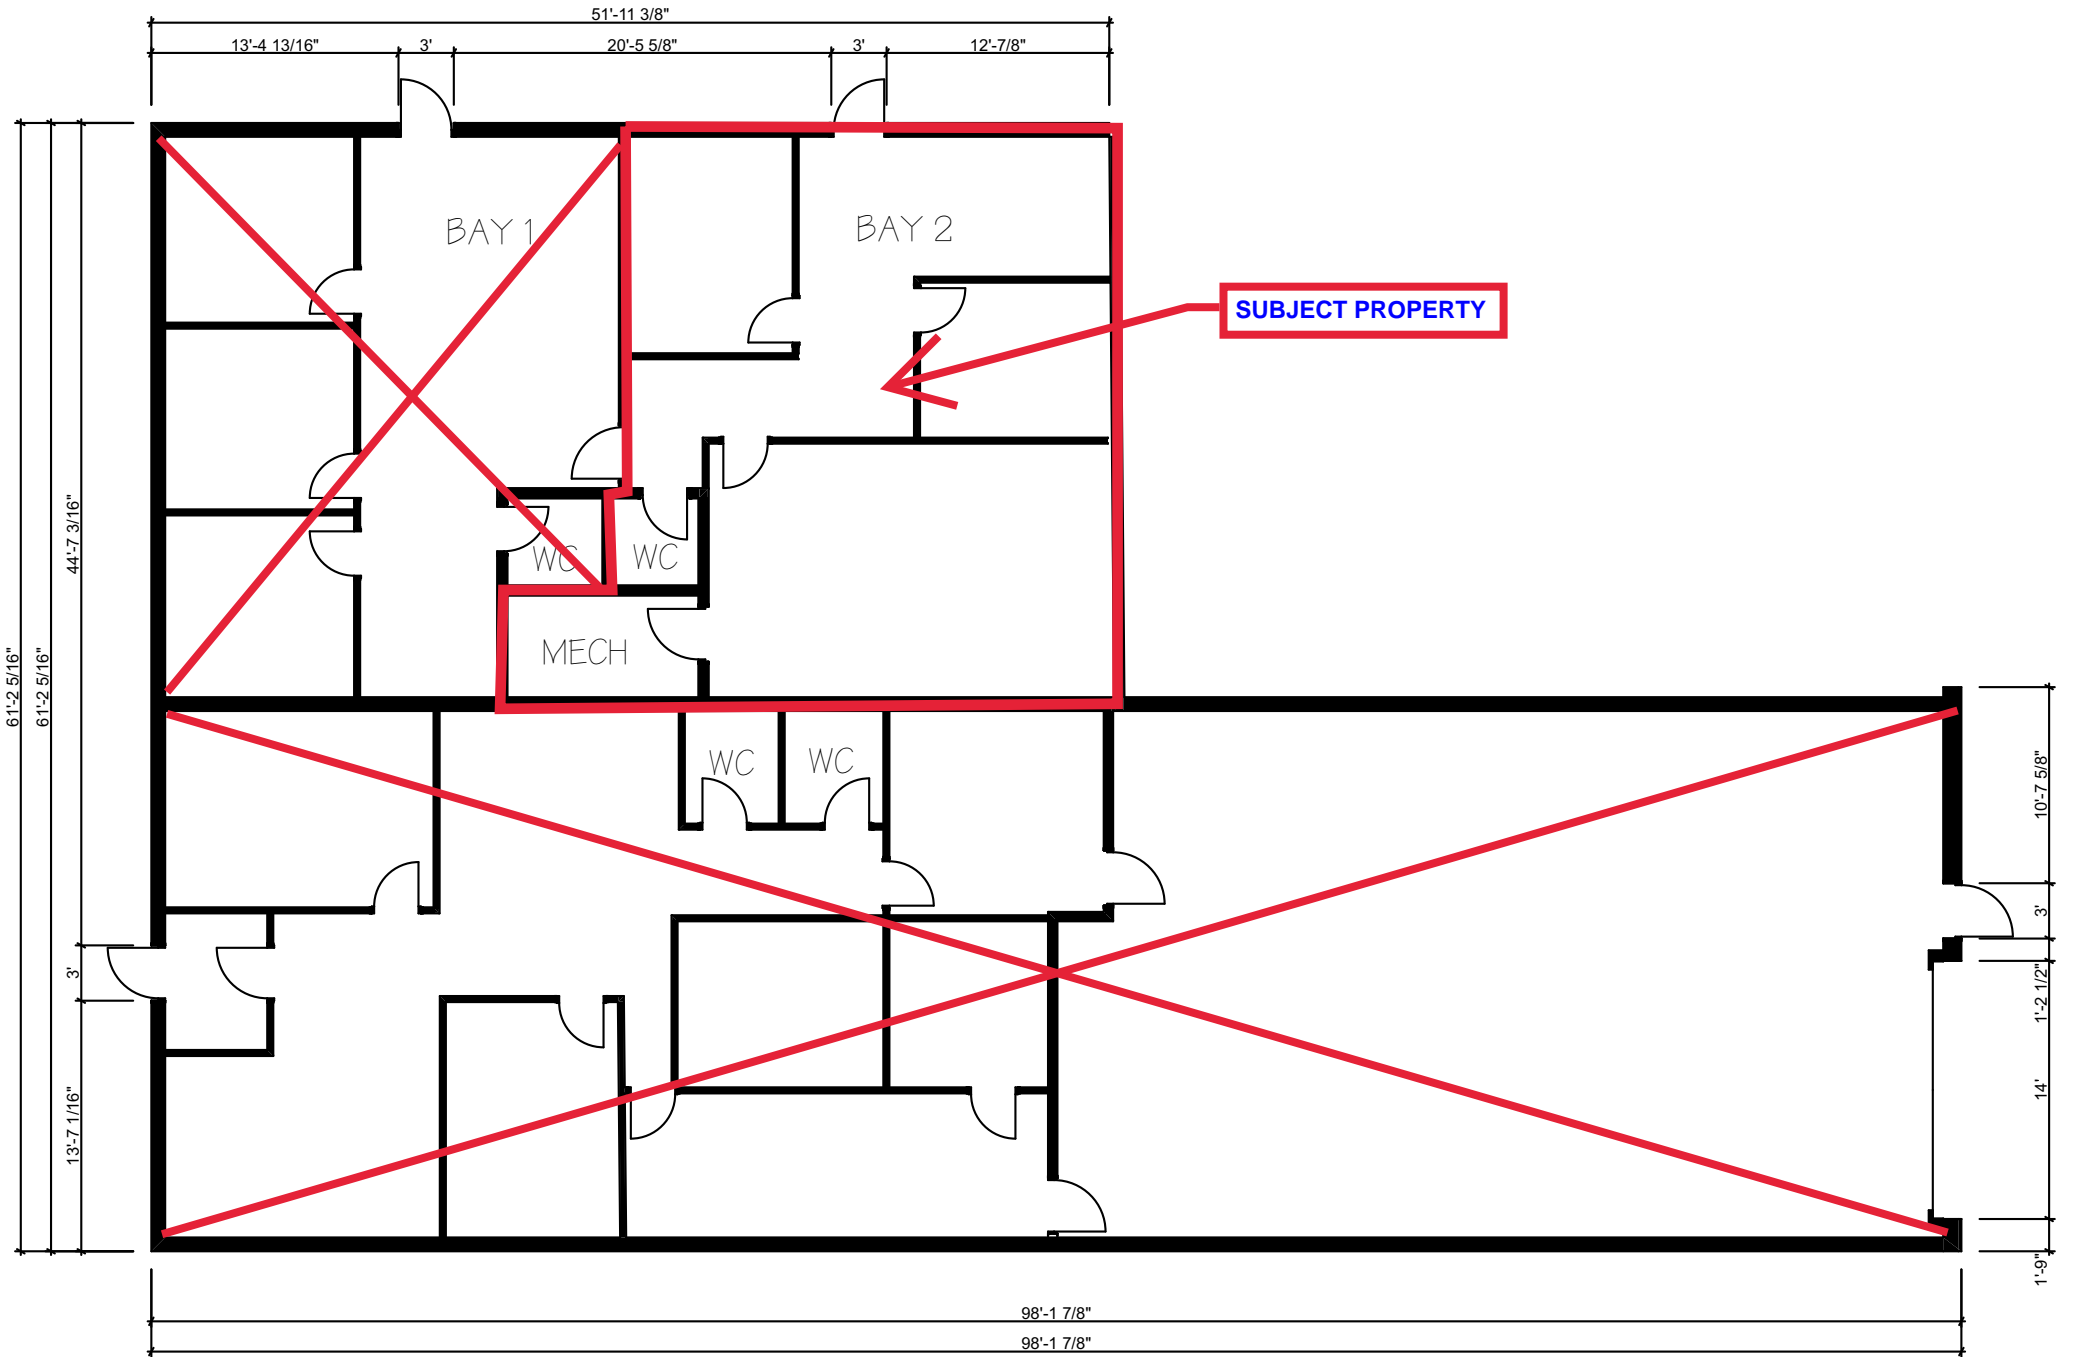 51'-11 3/8"
13'-4 13/16"
3'
20'-5 5/8"
3'
12'-7/8"
BAY 1
BAY 2
SUBJECT PROPERTY
44'-7 3/16"
WC
WC
61'-2 5/16"
61'-2 5/16"
MECH
WC
WC
10'-7 5/8"
3'
3'
1'-2 1/2"
14'
13'-7 1/16"
1'-9"
98'-1 7/8"
98'-1 7/8"